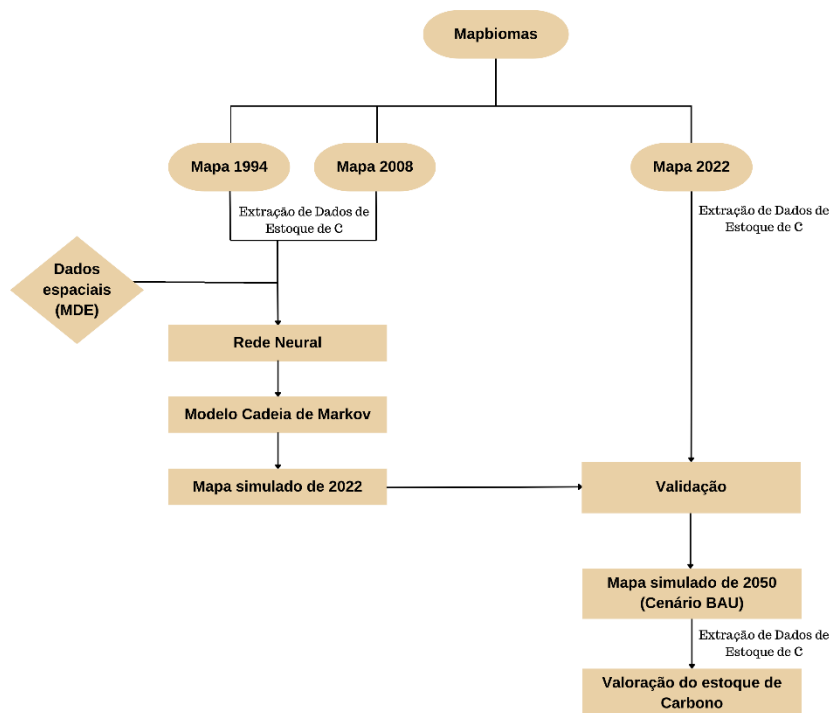 Mapbiomas
Mapa 1994
Mapa 2008
Mapa 2022
Extração de Dados de
Estoque de C
Extração de Dados de
Estoque de C
Dados
espaciais
(MDE)
Rede Neural
Modelo Cadeia de Markov
Mapa simulado de 2022
Validação
Mapa simulado de 2050
(Cenário BAU)
Extração de Dados de
Estoque de C
Valoração do estoque de
Carbono